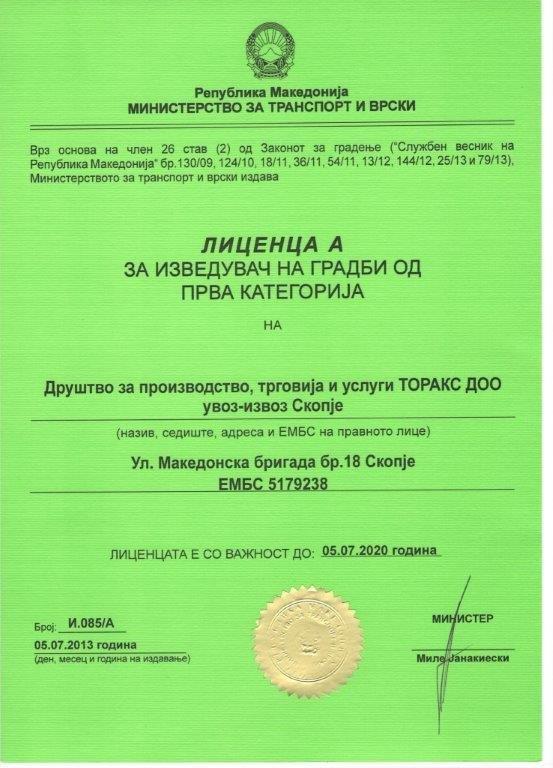 Република Македонија
МИНИСТЕРСТВО ЗА ТРАНСПОРТ И ВРСКИ
Врз основа на член 26 став (2) од Законот за градење ("Службен весник на
Република Македонија" бр.130/09, 124/10, 18/11, 36/11, 54/11, 13/12, 144/12, 25/13 и 79/13),
Министерството за транспорт и врски издава
ЛИЦЕНЦА А
ЗА ИЗВЕДУВАЧ НА ГРАДБИ ОД
ПРВА КАТЕГОРИЈА
НА
Друштво за производство, трговија и услуги ТОРАКС ДОО
увоз-извоз Скопје
(назив, седиште, адреса и ЕМБС на правното лице)
Ул. Македонска бригада бр.18 Скопје
ЕМБС 5179238
ЛИЦЕНЦАТА Е СО ВАЖНОСТ ДО: 05.07.2020 година
Број: И.085/А
05.07.2013 година
(ден, месец и година на издавање)
МИНИСТЕР
Миле Јанакиески